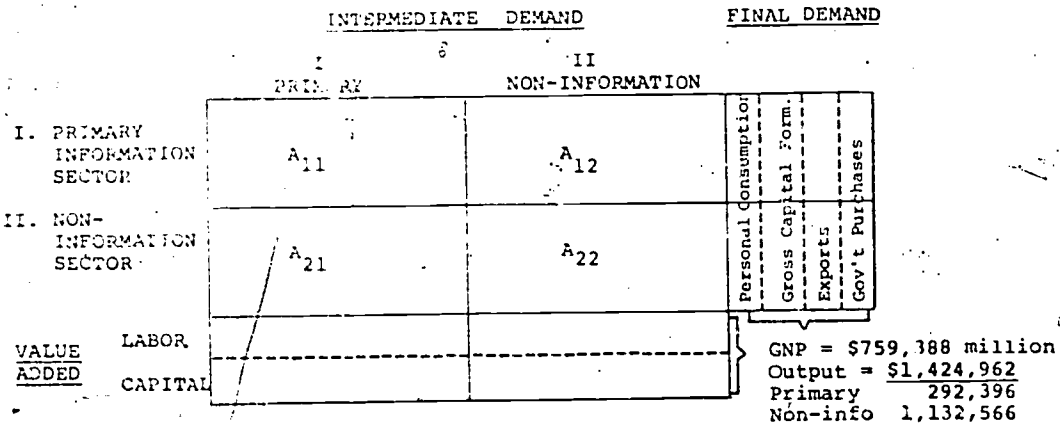 INTERMEDIATE DEMAND
FINAL DEMAND
I
II
NON-INFORMATION
I. PRIMARY
INFORMATION
SECTOR
A11
A12
II. NON-
INFORMATION
SECTOR
A21
A22
Personal Consumption
Gross Capital Form.
Exports
Gov't Purchases
VALUE
ADDED
LABOR
CAPITAL
GNP = $759,388 million
Output = $1,424,962
Primary 292,396
Non-info 1,132,566